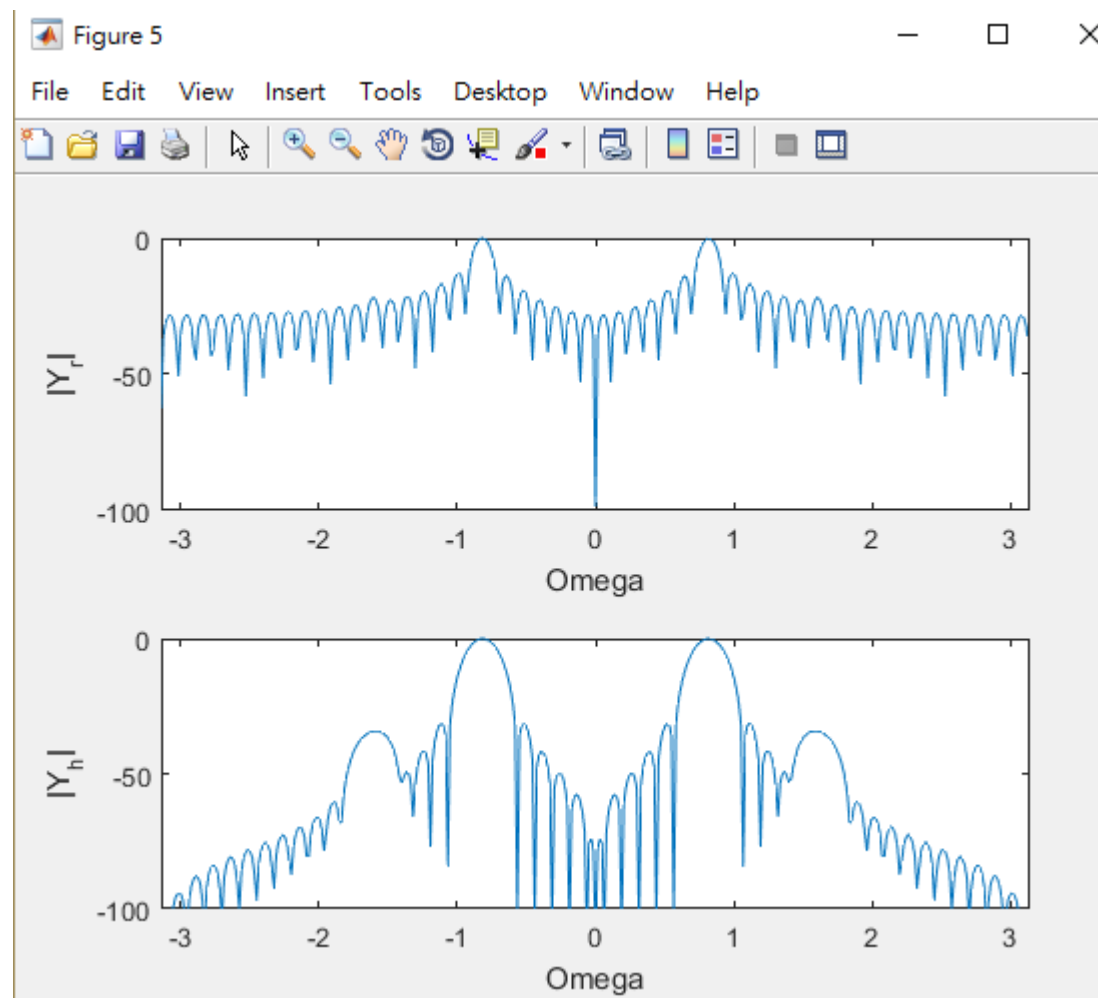 Figure 5
File Edit View Insert Tools Desktop Window Help
0
-50
-100
|Y_r|
-3 -2 -1 0 1 2 3
Omega
0
-50
-100
|Y_h|
-3 -2 -1 0 1 2 3
Omega